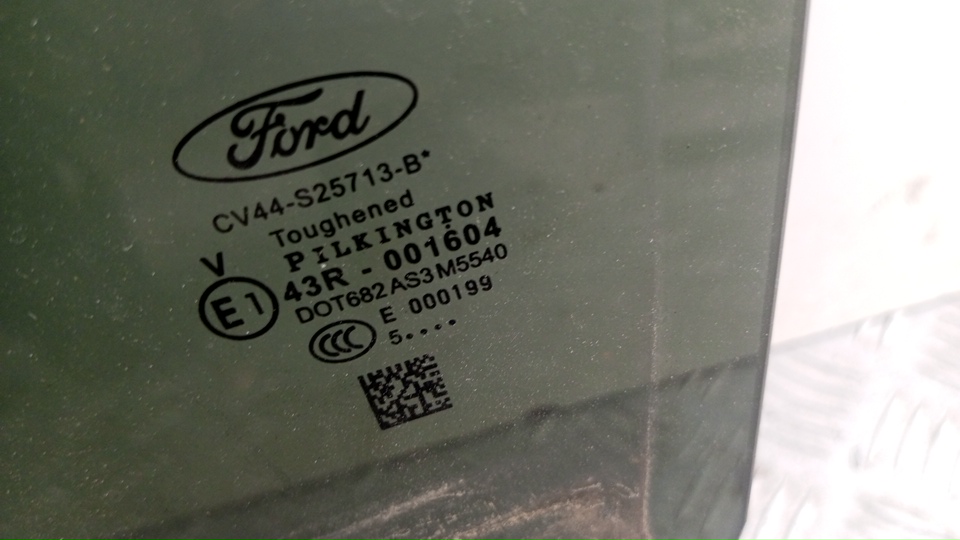 Ford
CV44-S25713-B*
Toughened
PILKINGTON
V
E1 43R - 001604
DOT682 AS3 M5540
CCC E 000199
5....